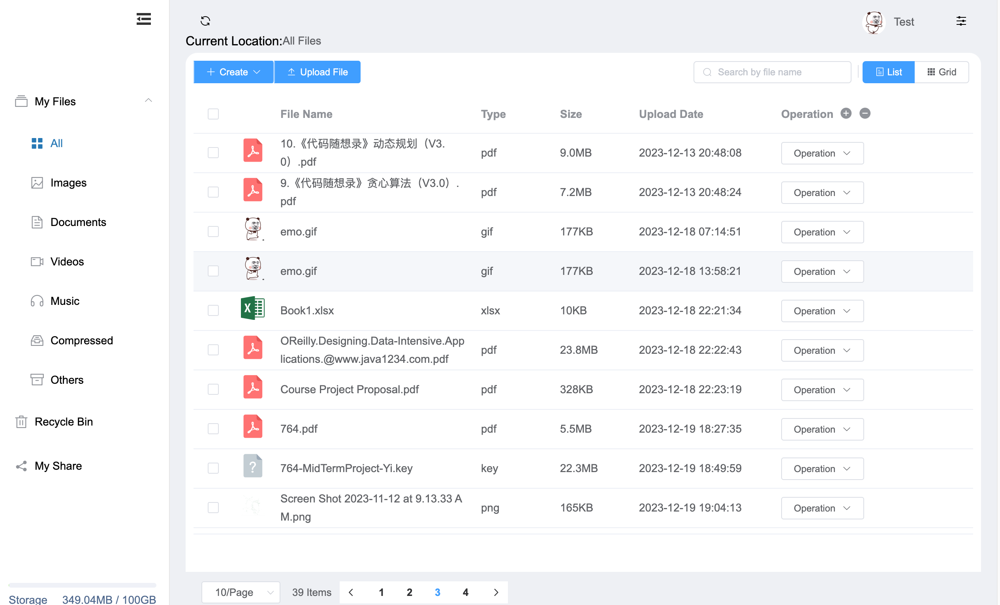 Test
Current Location:All Files
Create
Upload File
Search by file name
List
Grid
My Files
All
Images
Documents
Videos
Music
Compressed
Others
Recycle Bin
My Share
Storage 349.04MB / 100GB
File Name Type Size Upload Date Operation
10.《代码随想录》动态规划（V3.
0）.pdf
pdf 9.0MB 2023-12-13 20:48:08 Operation
9.《代码随想录》贪心算法（V3.0）.
pdf
pdf 7.2MB 2023-12-13 20:48:24 Operation
emo.gif gif 177KB 2023-12-18 07:14:51 Operation
emo.gif gif 177KB 2023-12-18 13:58:21 Operation
Book1.xlsx xlsx 10KB 2023-12-18 22:21:34 Operation
OReilly.Designing.Data-Intensive.App
lications.@www.java1234.com.pdf
pdf 23.8MB 2023-12-18 22:22:43 Operation
Course Project Proposal.pdf pdf 328KB 2023-12-18 22:23:19 Operation
764.pdf pdf 5.5MB 2023-12-19 18:27:35 Operation
764-MidTermProject-Yi.key key 22.3MB 2023-12-19 18:49:59 Operation
Screen Shot 2023-11-12 at 9.13.33 A
M.png
png 165KB 2023-12-19 19:04:13 Operation
10/Page 39 Items 1 2 3 4